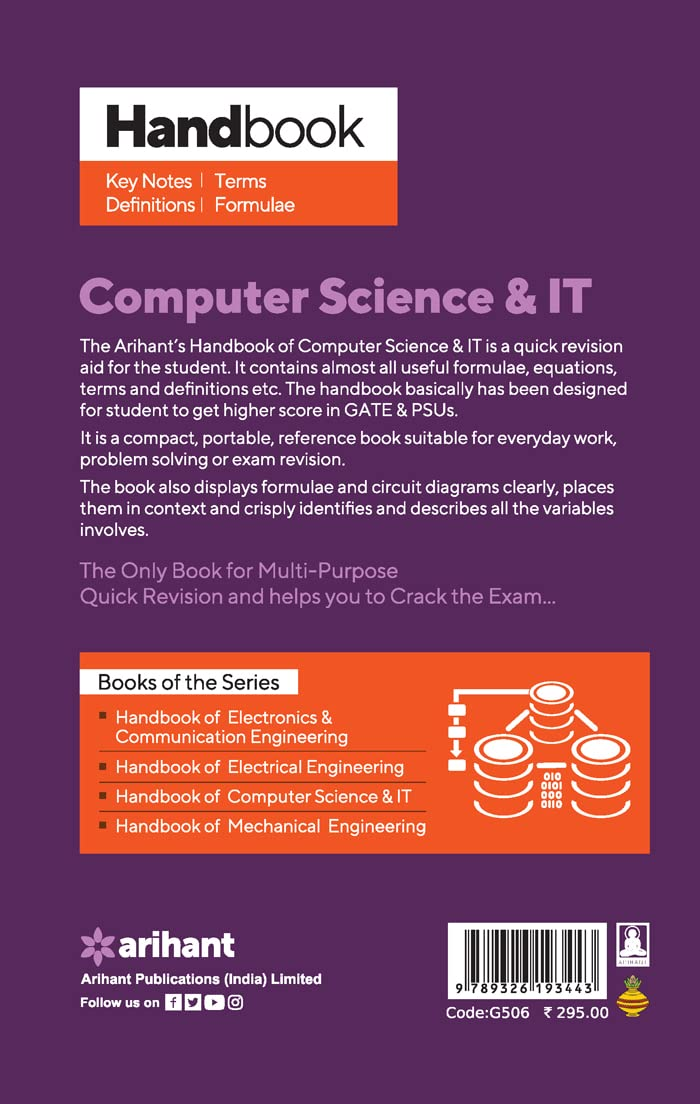 Handbook
Key Notes | Terms
Definitions | Formulae
Computer Science & IT
The Arihant's Handbook of Computer Science & IT is a quick revision
aid for the student. It contains almost all useful formulae, equations,
terms and definitions etc. The handbook basically has been designed
for student to get higher score in GATE & PSUs.
It is a compact, portable, reference book suitable for everyday work,
problem solving or exam revision.
The book also displays formulae and circuit diagrams clearly, places
them in context and crisply identifies and describes all the variables
involves.
The Only Book for Multi-Purpose
Quick Revision and helps you to Crack the Exam...
Books of the Series
Handbook of Electronics &
Communication Engineering
Handbook of Electrical Engineering
Handbook of Computer Science & IT
Handbook of Mechanical Engineering
010
0101
000
0110
arihant
Arihant Publications (India) Limited
Follow us on
9 789326 193443
ARIHANT
Code:G506 ₹ 295.00